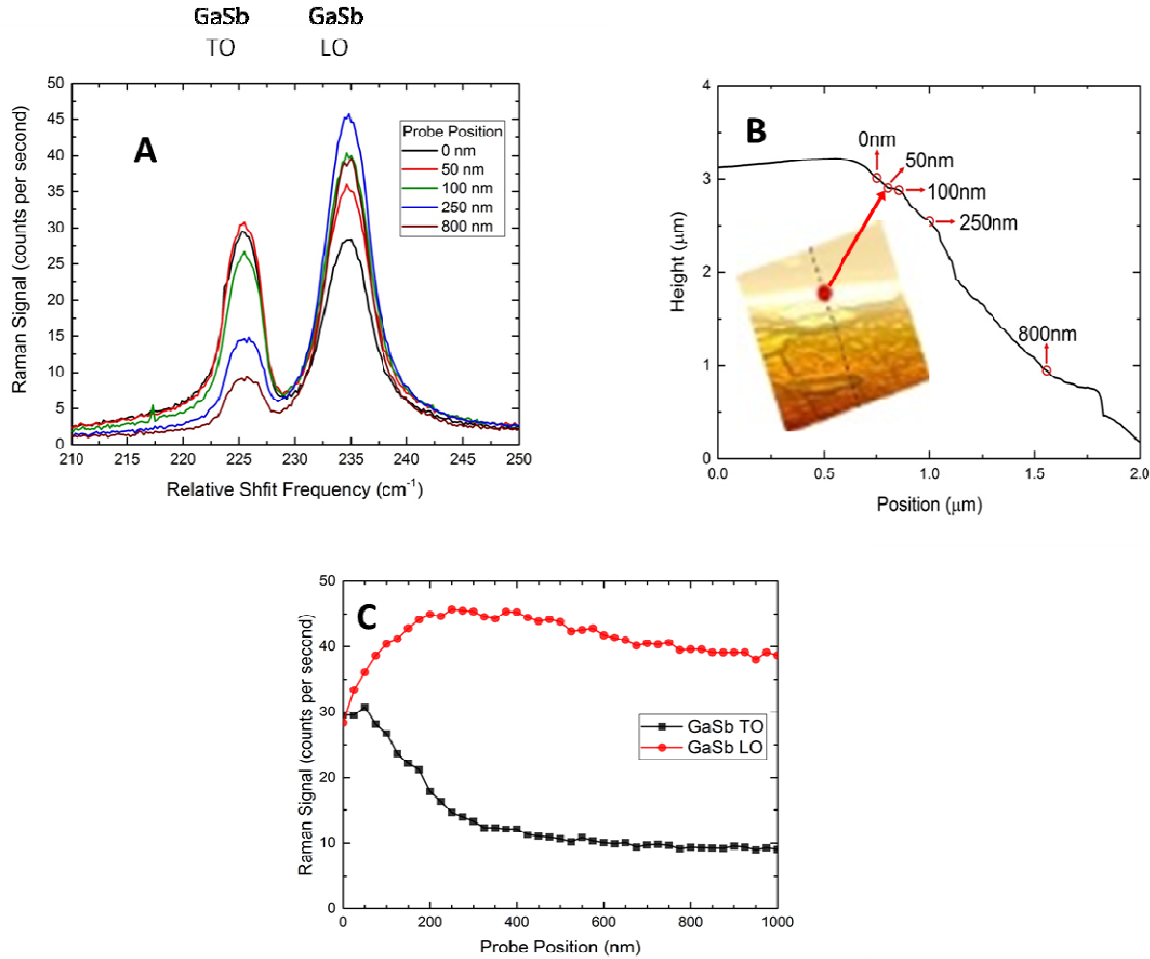 GaSb GaSb
TO LO
50
45
40
35
30
25
20
15
10
5
0
Raman Signal (counts per second)
A
Probe Position
0 nm
50 nm
100 nm
250 nm
800 nm
210 215 220 225 230 235 240 245 250
Relative Shfit Frequency (cm-1)
4
3
2
1
0
Height (μm)
B
0nm
50nm
100nm
250nm
800nm
0.0 0.5 1.0 1.5 2.0
Position (μm)
50
40
30
20
10
0
Raman Signal (counts per second)
C
GaSb TO
GaSb LO
0 200 400 600 800 1000
Probe Position (nm)